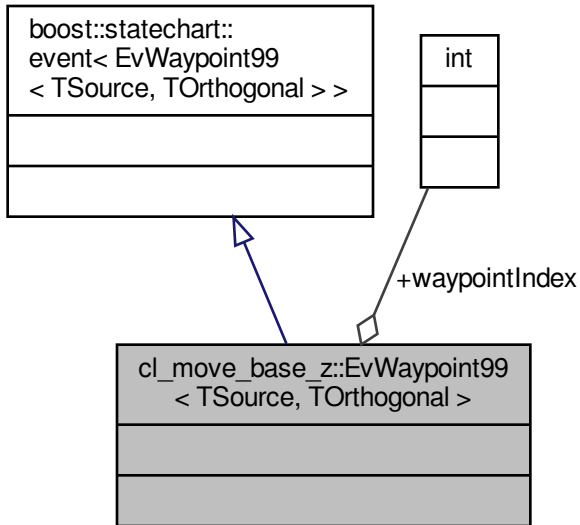 boost::statechart::
event< EvWaypoint99
< TSource, TOrthogonal > >
int
+waypointIndex
cl_move_base_z::EvWaypoint99
< TSource, TOrthogonal >